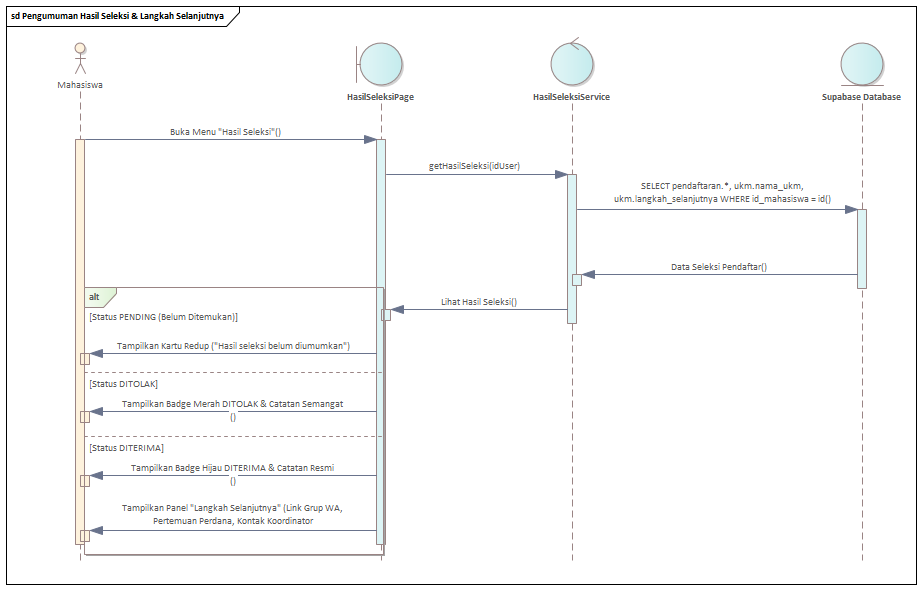 sd Pengumuman Hasil Seleksi & Langkah Selanjutnya
Mahasiswa
HasilSeleksiPage
HasilSeleksiService
Supabase Database
Buka Menu "Hasil Seleksi"()
getHasilSeleksi(idUser)
SELECT pendaftaran.*, ukm.nama_ukm,
ukm.langkah_selanjutnya WHERE id_mahasiswa = id()
Data Seleksi Pendaftar()
Lihat Hasil Seleksi()
alt
[Status PENDING (Belum Ditemukan)]
Tampilkan Kartu Redup ("Hasil seleksi belum diumumkan")
[Status DITOLAK]
Tampilkan Badge Merah DITOLAK & Catatan Semangat
()
[Status DITERIMA]
Tampilkan Badge Hijau DITERIMA & Catatan Resmi
()
Tampilkan Panel "Langkah Selanjutnya" (Link Grup WA,
Pertemuan Perdana, Kontak Koordinator